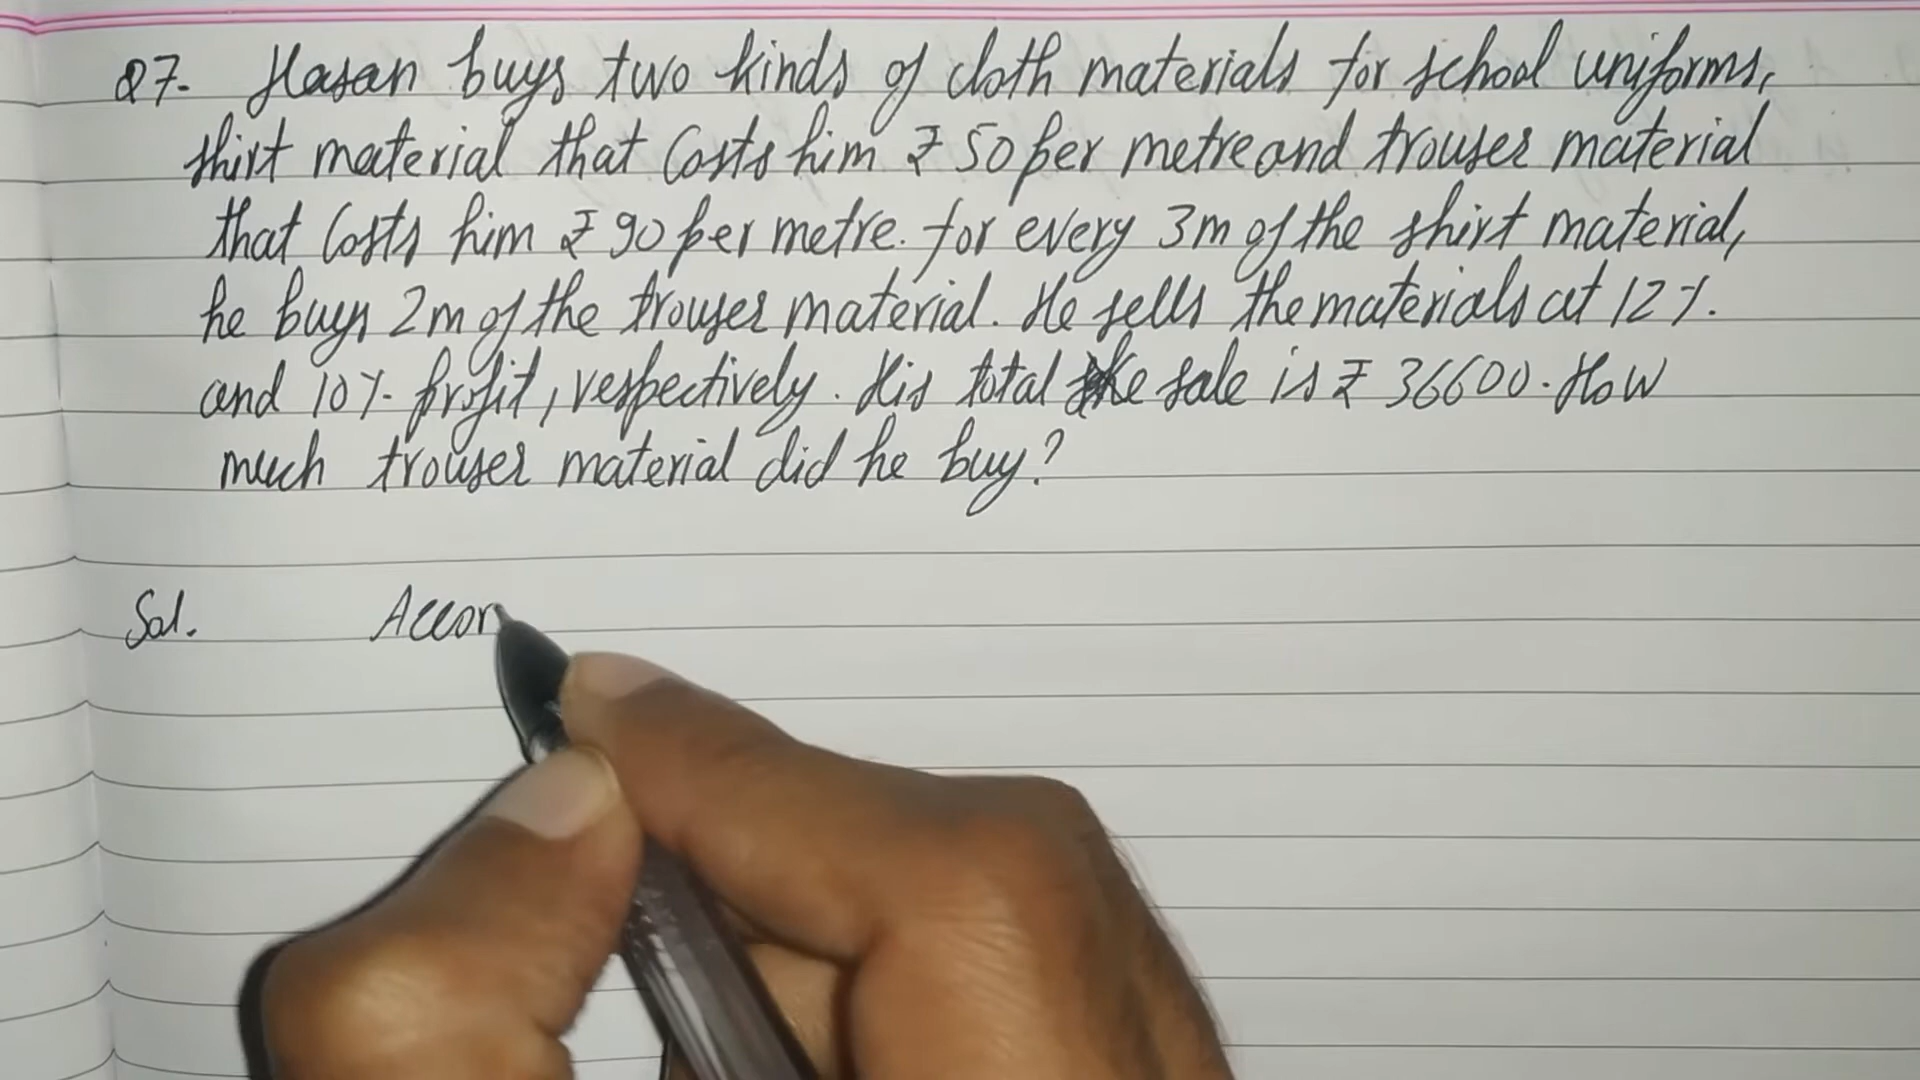 Q7. Hasan buys two kinds of cloth materials for school uniforms,
shirt material that costs him ₹ 50 per metre and trouser material
that costs him ₹ 90 per metre. for every 3m of the shirt material,
he buys 2m of the trouser material. He sells the materials at 12%.
and 10% profit, respectively. His total sale is ₹ 36600. How
much trouser material did he buy?
Sol. Accor